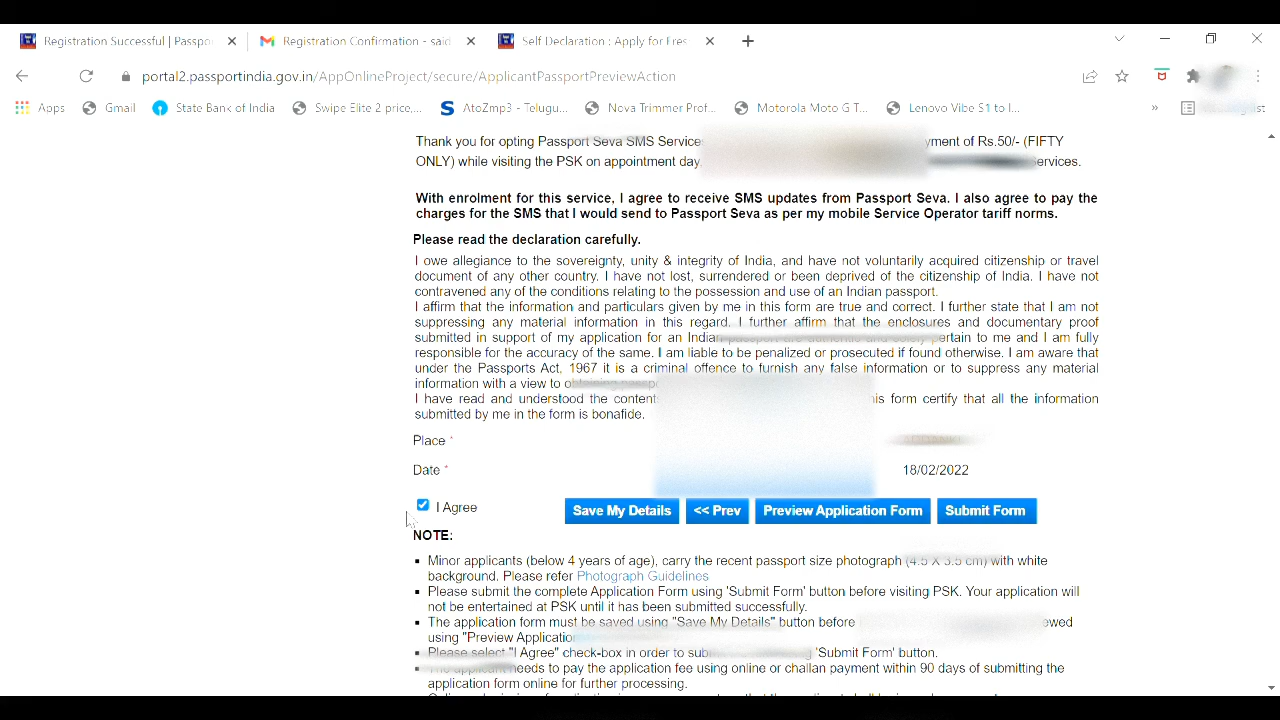 Registration Successful | Passpo
Registration Confirmation - said
Self Declaration : Apply for Fres
portal2.passportindia.gov.in/AppOnlineProject/secure/ApplicantPassportPreviewAction
Apps Gmail State Bank of India Swipe Elite 2 price,... AtoZmp3 - Telugu... Nova Trimmer Prof... Motorola Moto G T... Lenovo Vibe S1 to l... »
Thank you for opting Passport Seva SMS Service yment of Rs.50/- (FIFTY
ONLY) while visiting the PSK on appointment day ervices.
With enrolment for this service, I agree to receive SMS updates from Passport Seva. I also agree to pay the
charges for the SMS that I would send to Passport Seva as per my mobile Service Operator tariff norms.
Please read the declaration carefully.
I owe allegiance to the sovereignty, unity & integrity of India, and have not voluntarily acquired citizenship or travel
document of any other country. I have not lost, surrendered or been deprived of the citizenship of India. I have not
contravened any of the conditions relating to the possession and use of an Indian passport.
I affirm that the information and particulars given by me in this form are true and correct. I further state that I am not
suppressing any material information in this regard. I further affirm that the enclosures and documentary proof
submitted in support of my application for an Indian passport are authentic and solely pertain to me and I am fully
responsible for the accuracy of the same. I am liable to be penalized or prosecuted if found otherwise. I am aware that
under the Passports Act, 1967 it is a criminal offence to furnish any false information or to suppress any material
information with a view to obtaining
I have read and understood the content his form certify that all the information
submitted by me in the form is bonafide.
Place *
Date * 18/02/2022
I Agree
Save My Details << Prev Preview Application Form Submit Form
NOTE:
▪ Minor applicants (below 4 years of age), carry the recent passport size photograph (4.5 X 3.5 cm) with white
background. Please refer Photograph Guidelines
▪ Please submit the complete Application Form using 'Submit Form' button before visiting PSK. Your application will
not be entertained at PSK until it has been submitted successfully.
▪ The application form must be saved using "Save My Details" button before ewed
using "Preview Application
▪ Please select "I Agree" check-box in order to 'Submit Form' button.
▪ The applicant needs to pay the application fee using online or challan payment within 90 days of submitting the
application form online for further processing.